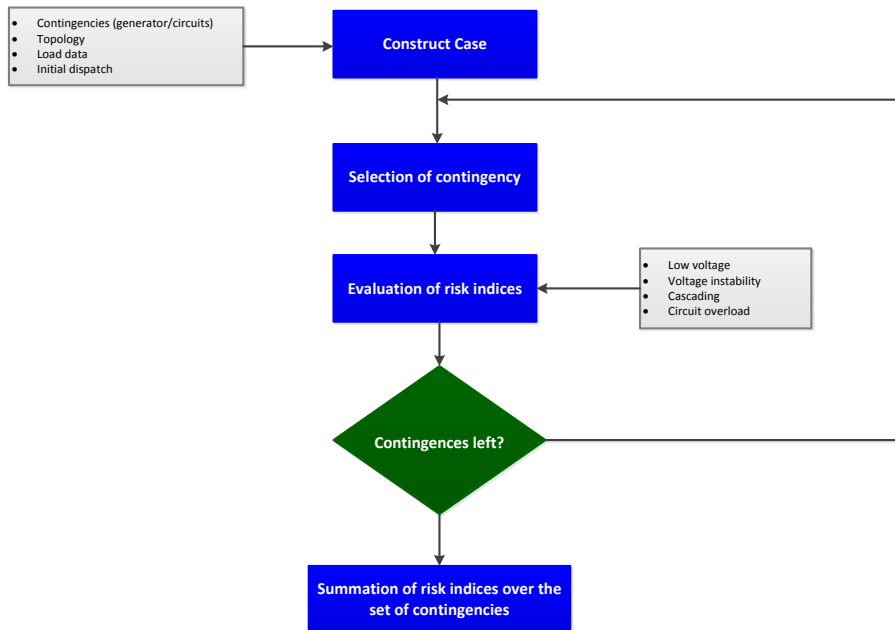 • Contingencies (generator/circuits)
• Topology
• Load data
• Initial dispatch
Construct Case
Selection of contingency
Evaluation of risk indices
• Low voltage
• Voltage instability
• Cascading
• Circuit overload
Contingences left?
Summation of risk indices over the
set of contingencies